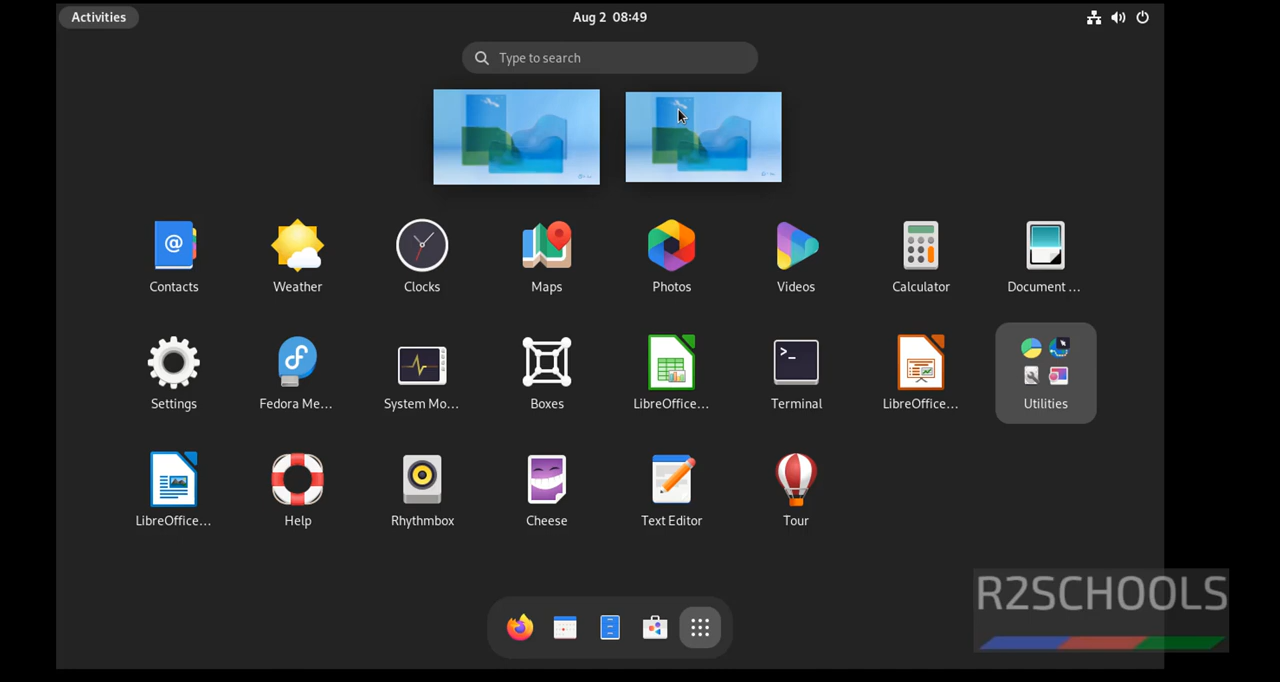 Activities
Aug 2 08:49
Type to search
Contacts
Weather
Clocks
Maps
Photos
Videos
Calculator
Document ...
Settings
Fedora Me...
System Mo...
Boxes
LibreOffice...
Terminal
LibreOffice...
Utilities
LibreOffice...
Help
Rhythmbox
Cheese
Text Editor
Tour
R2SCHOOLS